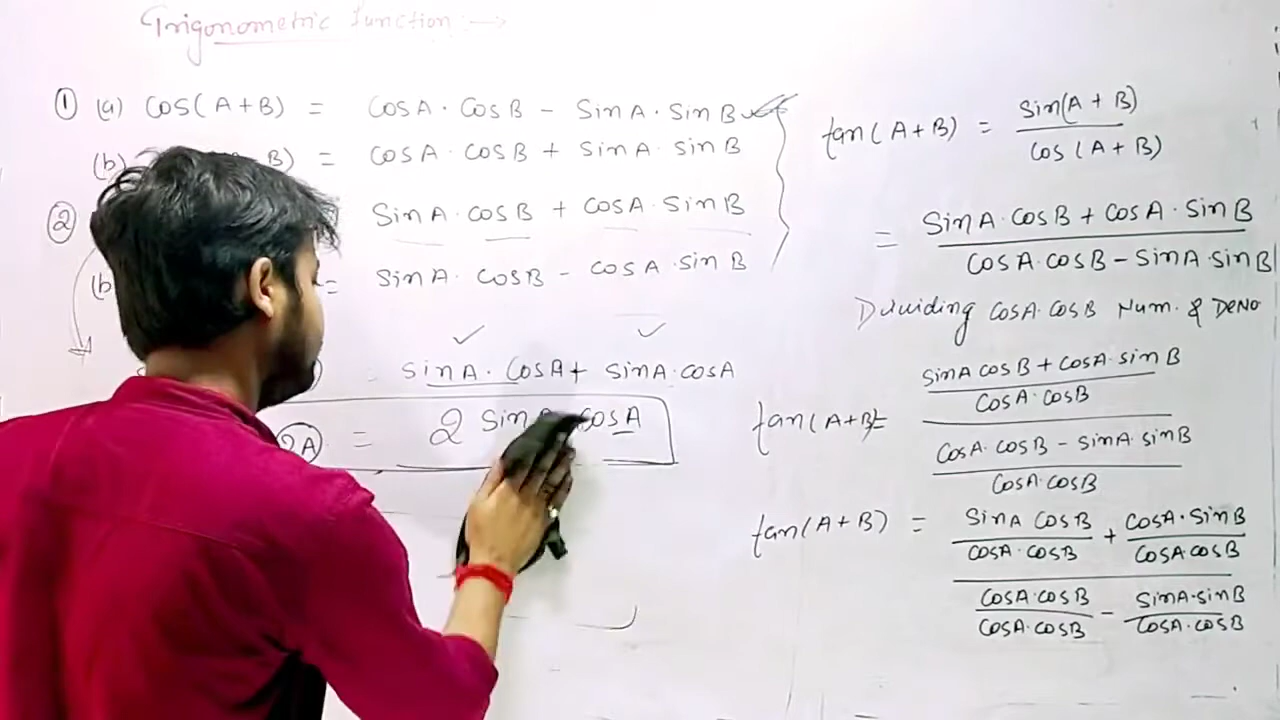 Trigonometric Function :→
① (a) cos(A+B) = cosA · cosB − sinA · sinB
(b) B) = cosA · cosB + sinA · sinB
② sinA · cosB + cosA · sinB
(b = sinA · cosB − cosA · sinB
) = sinA · cosA + sinA · cosA
2A) = 2 sin cosA
tan(A+B) = sin(A+B)
cos(A+B)
= sinA · cosB + cosA · sinB
cosA · cosB − sinA · sinB
Dividing cosA · cosB Num. & DeNo
tan(A+B)= sinA cosB + cosA · sinB
cosA · cosB
cosA · cosB − sinA · sinB
cosA · cosB
tan(A+B) = sinA cosB + cosA · sinB
cosA · cosB cosA cosB
cosA · cosB − sinA · sinB
cosA · cosB cosA · cosB